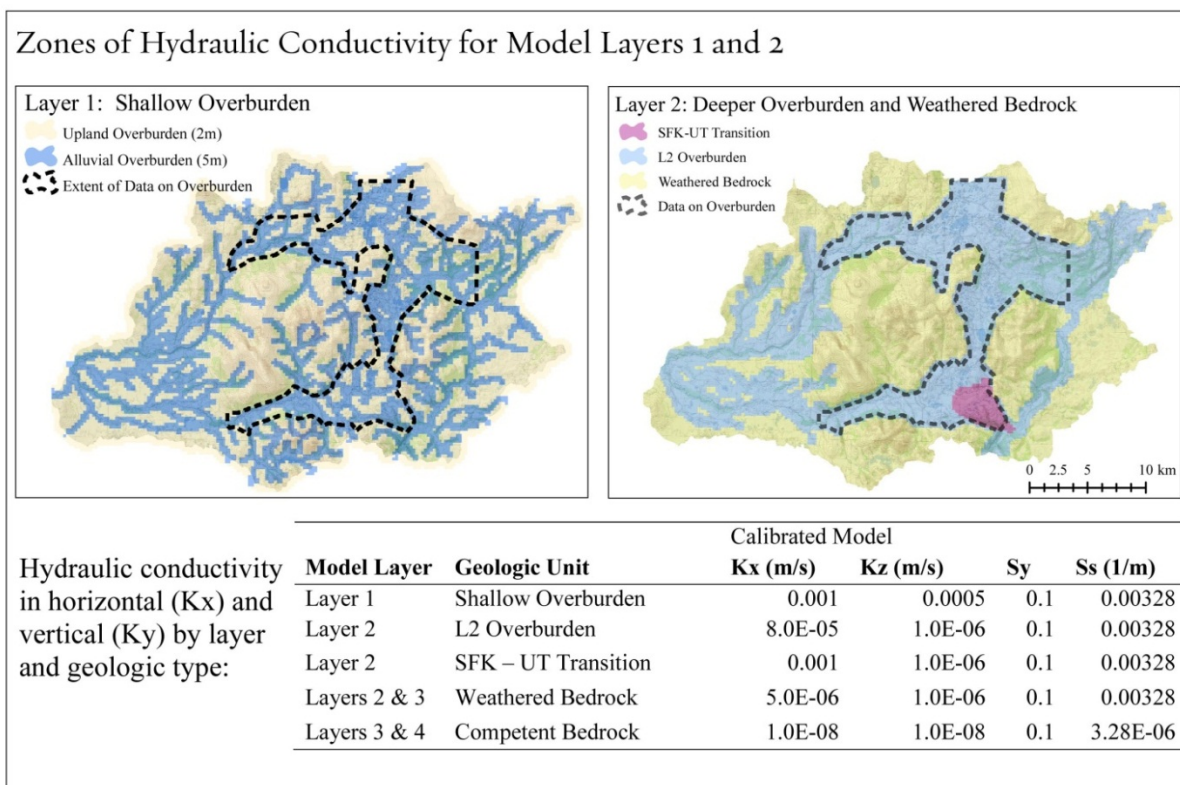 Zones of Hydraulic Conductivity for Model Layers 1 and 2
Layer 1: Shallow Overburden
Upland Overburden (2m)
Alluvial Overburden (5m)
Extent of Data on Overburden
Layer 2: Deeper Overburden and Weathered Bedrock
SFK-UT Transition
L2 Overburden
Weathered Bedrock
Data on Overburden
0 2.5 5 10 km
Hydraulic conductivity
in horizontal (Kx) and
vertical (Ky) by layer
and geologic type:
Calibrated Model
Model Layer Geologic Unit Kx (m/s) Kz (m/s) Sy Ss (1/m)
Layer 1 Shallow Overburden 0.001 0.0005 0.1 0.00328
Layer 2 L2 Overburden 8.0E-05 1.0E-06 0.1 0.00328
Layer 2 SFK – UT Transition 0.001 1.0E-06 0.1 0.00328
Layers 2 & 3 Weathered Bedrock 5.0E-06 1.0E-06 0.1 0.00328
Layers 3 & 4 Competent Bedrock 1.0E-08 1.0E-08 0.1 3.28E-06